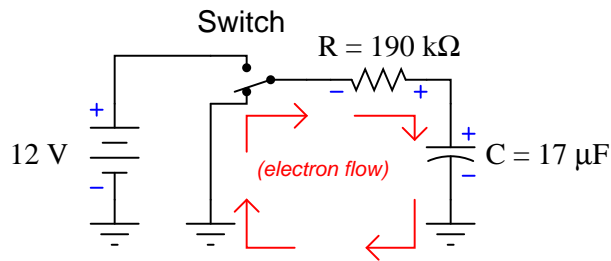 Switch
R = 190 kΩ
+
− +
12 V
+
C = 17 µF
(electron flow)
−
−